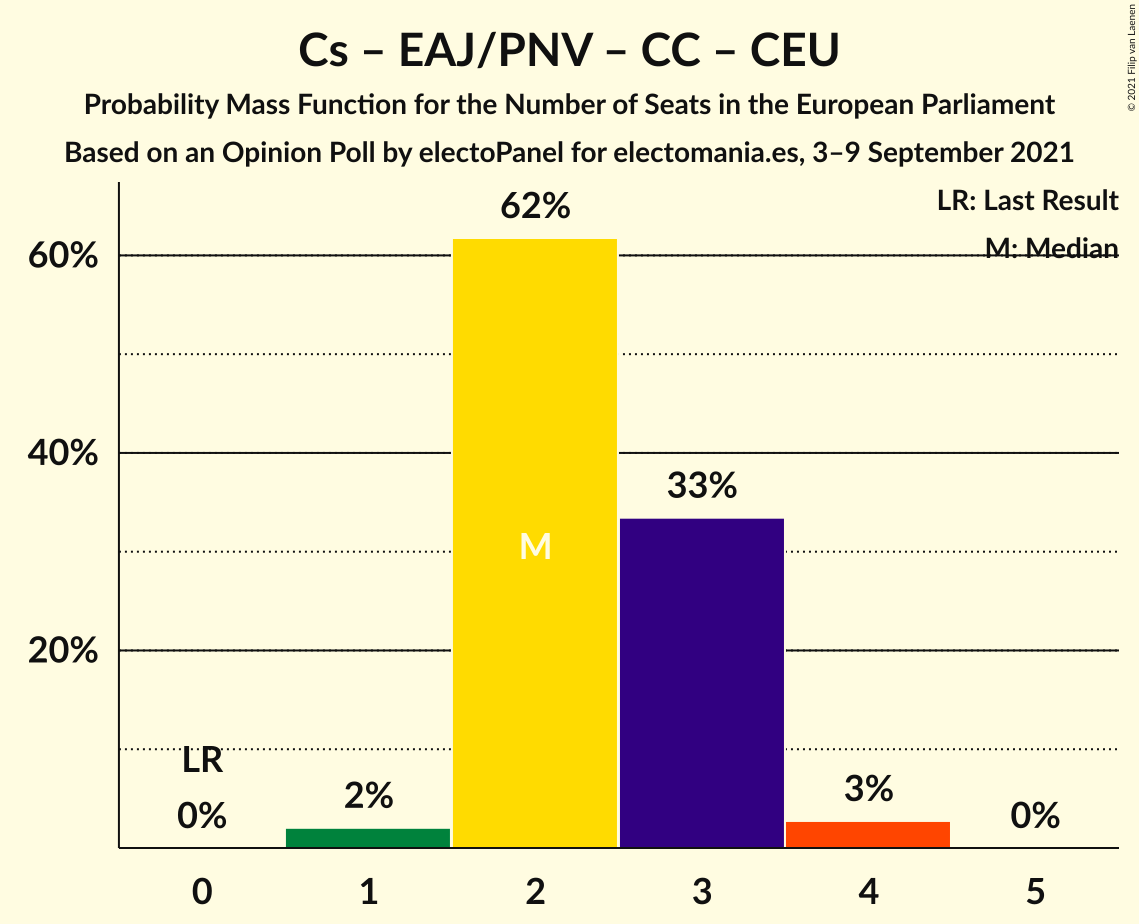 Cs – EAJ/PNV – CC – CEU
Probability Mass Function for the Number of Seats in the European Parliament
Based on an Opinion Poll by electoPanel for electomania.es, 3–9 September 2021
© 2021 Filip van Laenen
LR: Last Result
M: Median
60%
40%
20%
62%
33%
M
LR
0%
2%
3%
0%
0 1 2 3 4 5